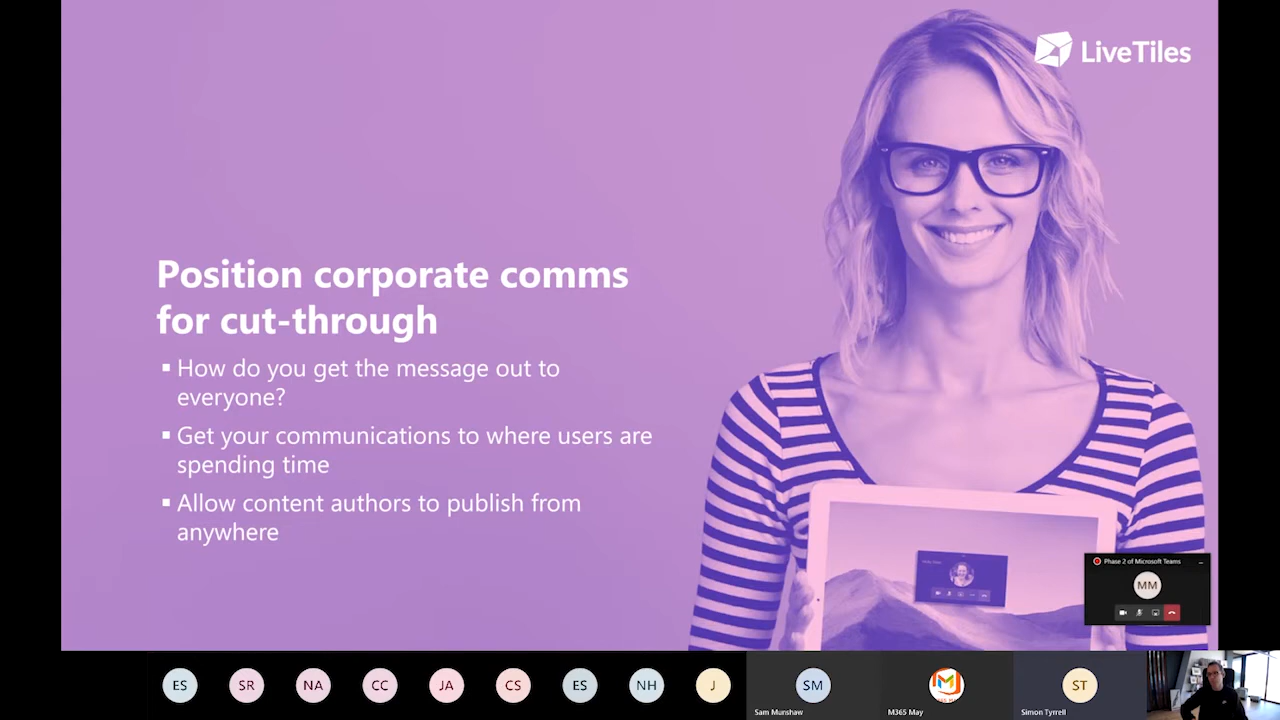 LiveTiles
Position corporate comms
for cut-through
▪ How do you get the message out to
everyone?
▪ Get your communications to where users are
spending time
▪ Allow content authors to publish from
anywhere
Phase 2 of Microsoft Teams
MM
ES
SR
NA
CC
JA
CS
ES
NH
J
SM
ST
Sam Munshaw
M365 May
Simon Tyrrell